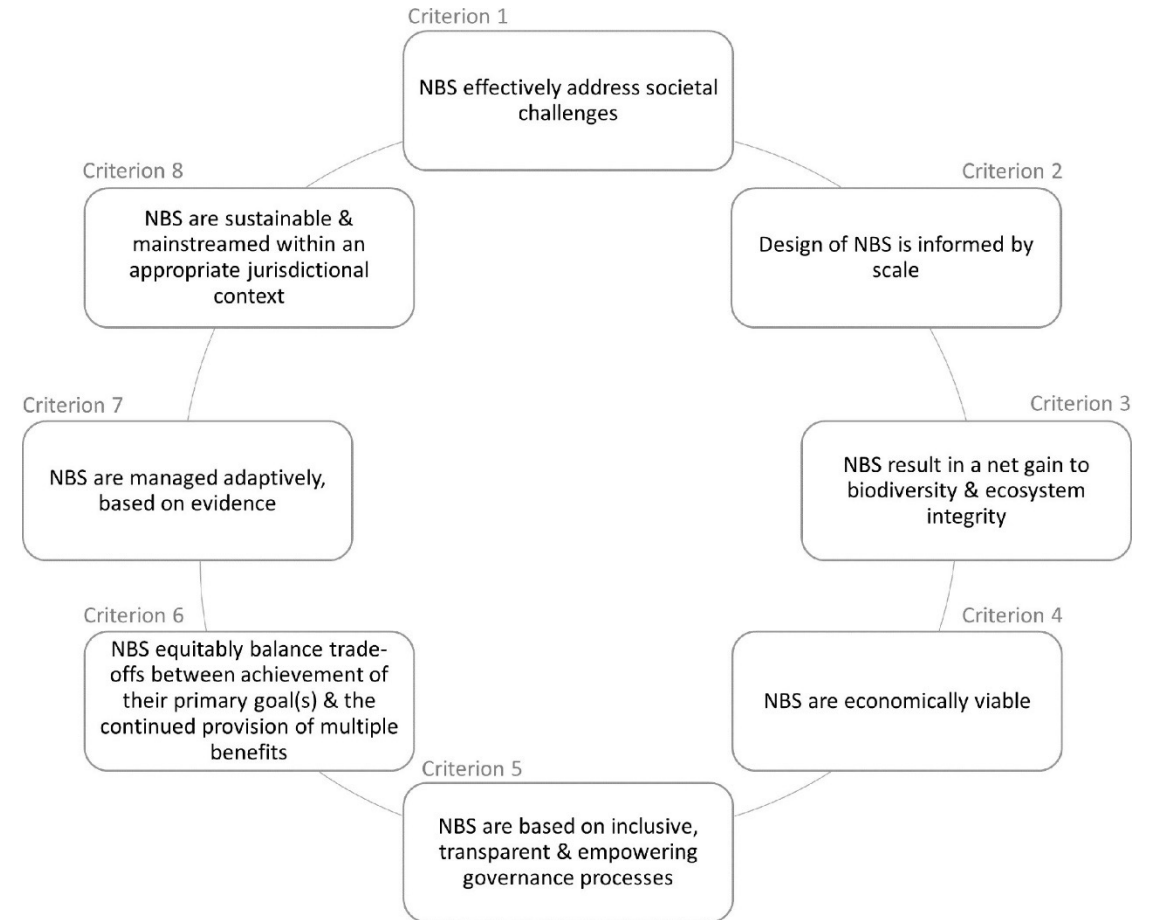 Criterion 1
NBS effectively address societal
challenges
Criterion 2
Design of NBS is informed by
scale
Criterion 3
NBS result in a net gain to
biodiversity & ecosystem
integrity
Criterion 4
NBS are economically viable
Criterion 5
NBS are based on inclusive,
transparent & empowering
governance processes
Criterion 6
NBS equitably balance trade-
offs between achievement of
their primary goal(s) & the
continued provision of multiple
benefits
Criterion 7
NBS are managed adaptively,
based on evidence
Criterion 8
NBS are sustainable &
mainstreamed within an
appropriate jurisdictional
context